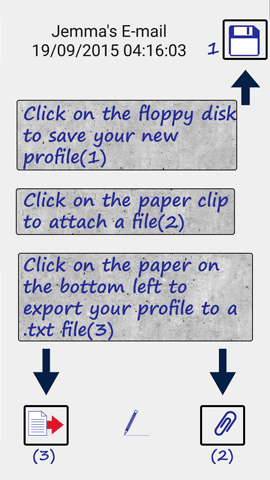 Jemma's E-mail
19/09/2015 04:16:03
1
Click on the floppy disk
to save your new
profile(1)
Click on the paper clip
to attach a file(2)
Click on the paper on
the bottom left to
export your profile to a
.txt file(3)
(3)
(2)